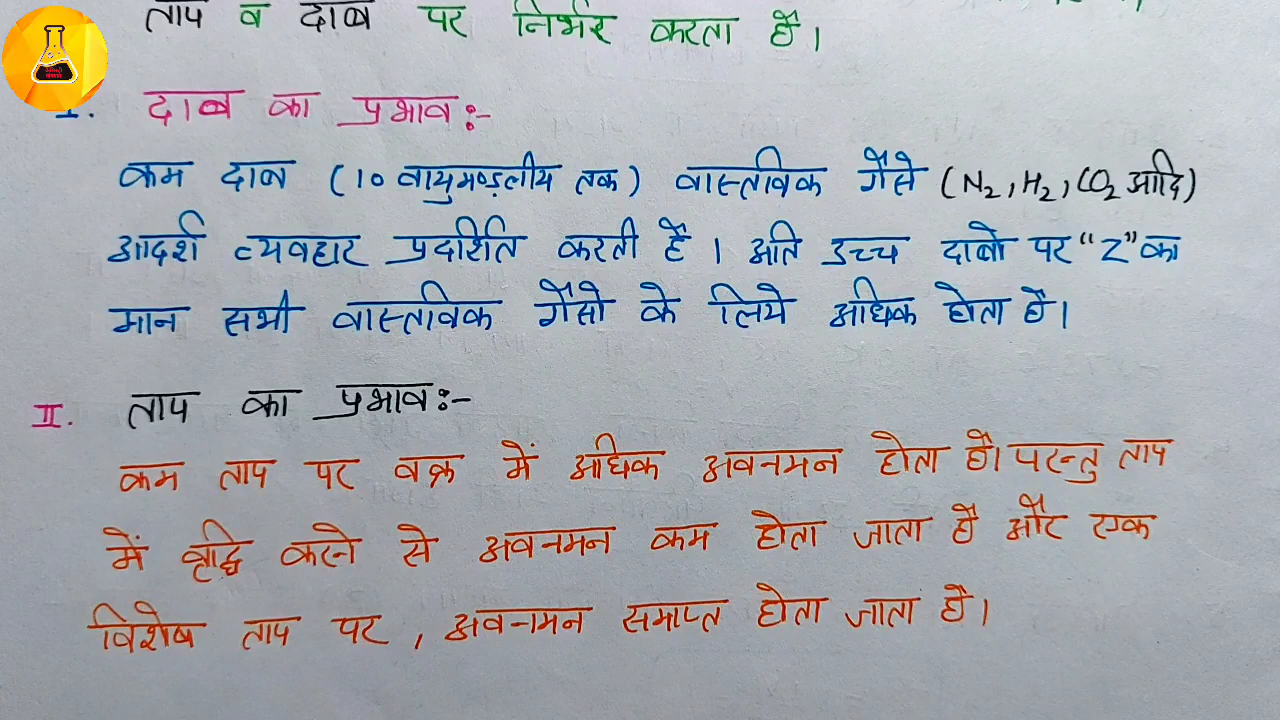 ताप व दाब पर निर्भर करता है।
I. दाब का प्रभाव:-
कम दाब (10 वायुमण्डलीय तक) वास्तविक गैसे (N₂, H₂, CO₂ आदि)
आदर्श व्यवहार प्रदर्शित करती है। अति उच्च दाबो पर "Z" का
मान सभी वास्तविक गैसो के लिये अधिक होता है।
II. ताप का प्रभाव:-
कम ताप पर वक्र में अधिक अवनमन होता है। परन्तु ताप
में वृद्धि करने से अवनमन कम होता जाता है और एक
विशेष ताप पर, अवनमन समाप्त होता जाता है।